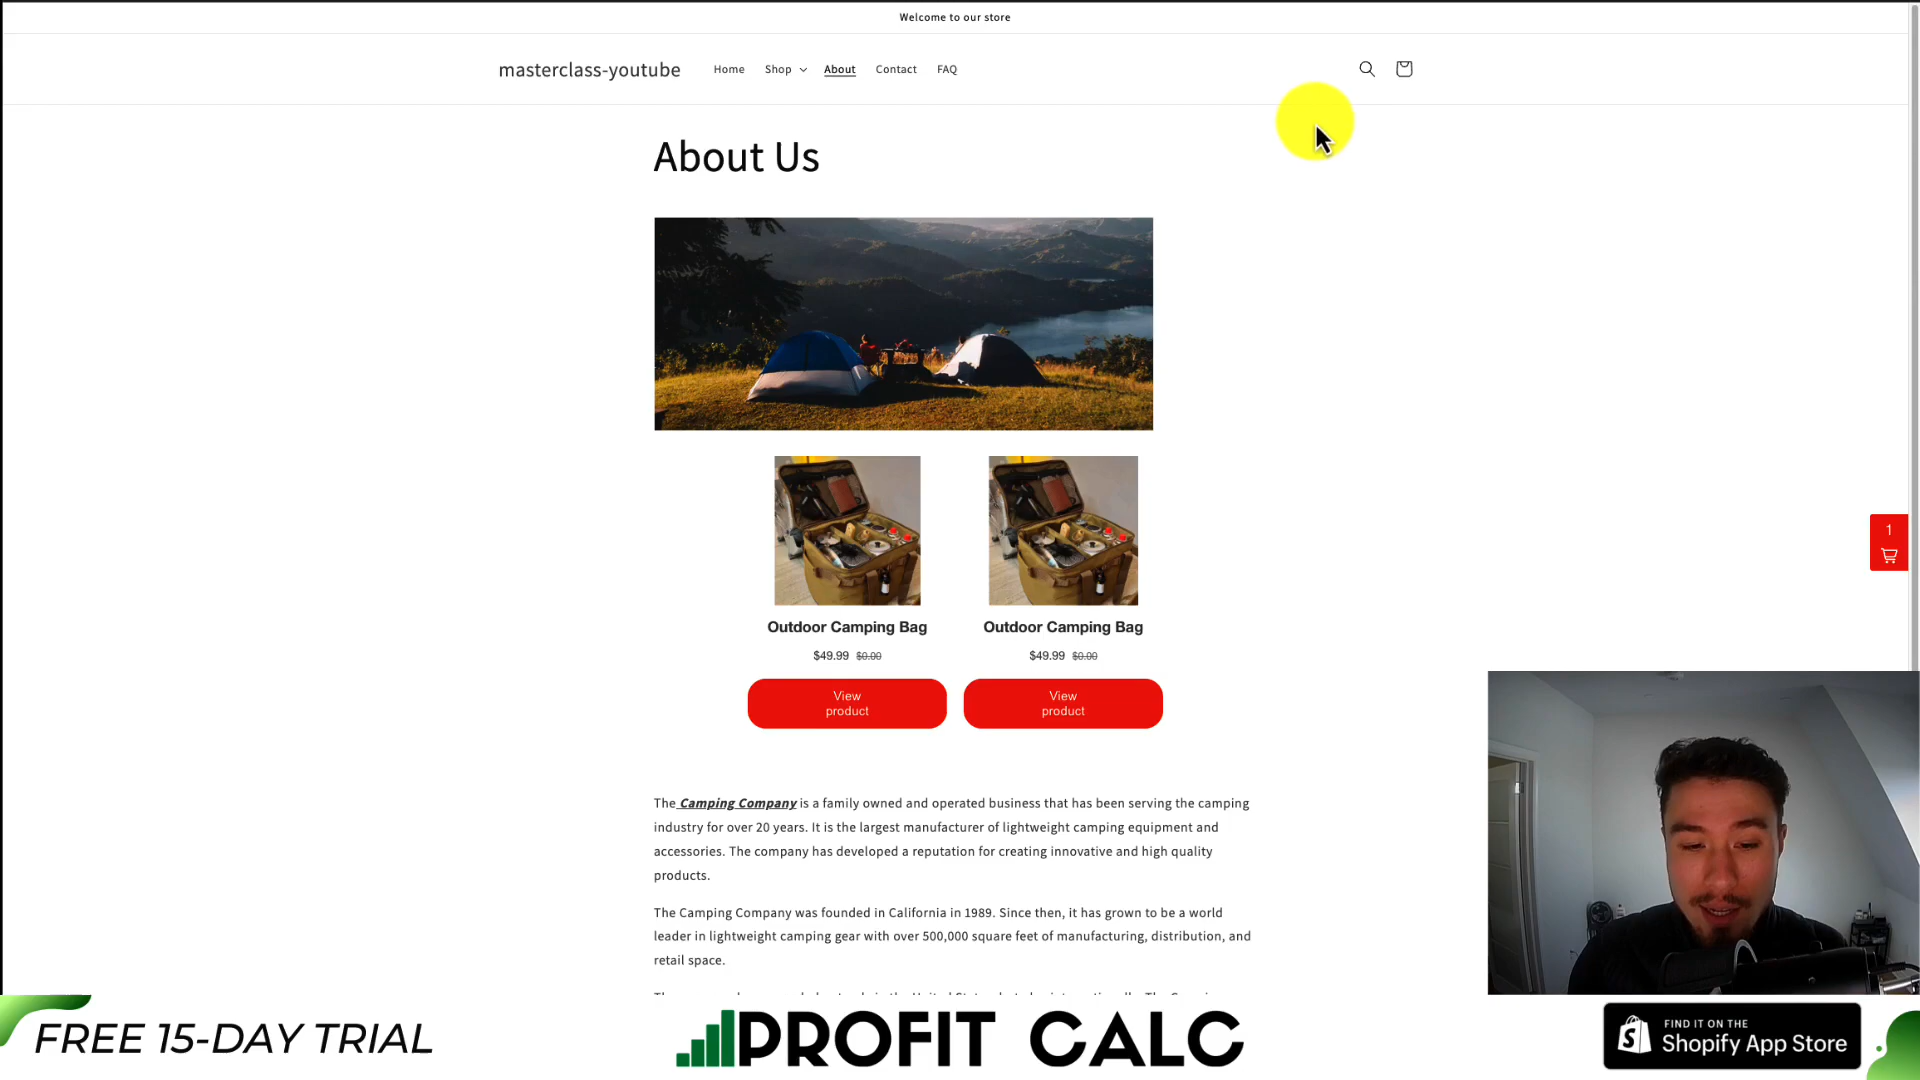 Welcome to our store
masterclass-youtube
Home
Shop
About
Contact
FAQ
About Us
1
Outdoor Camping Bag
Outdoor Camping Bag
$49.99 $0.00
$49.99 $0.00
View
product
View
product
The Camping Company is a family owned and operated business that has been serving the camping
industry for over 20 years. It is the largest manufacturer of lightweight camping equipment and
accessories. The company has developed a reputation for creating innovative and high quality
products.
The Camping Company was founded in California in 1989. Since then, it has grown to be a world
leader in lightweight camping gear with over 500,000 square feet of manufacturing, distribution, and
retail space.
FREE 15-DAY TRIAL
PROFIT CALC
FIND IT ON THE
Shopify App Store